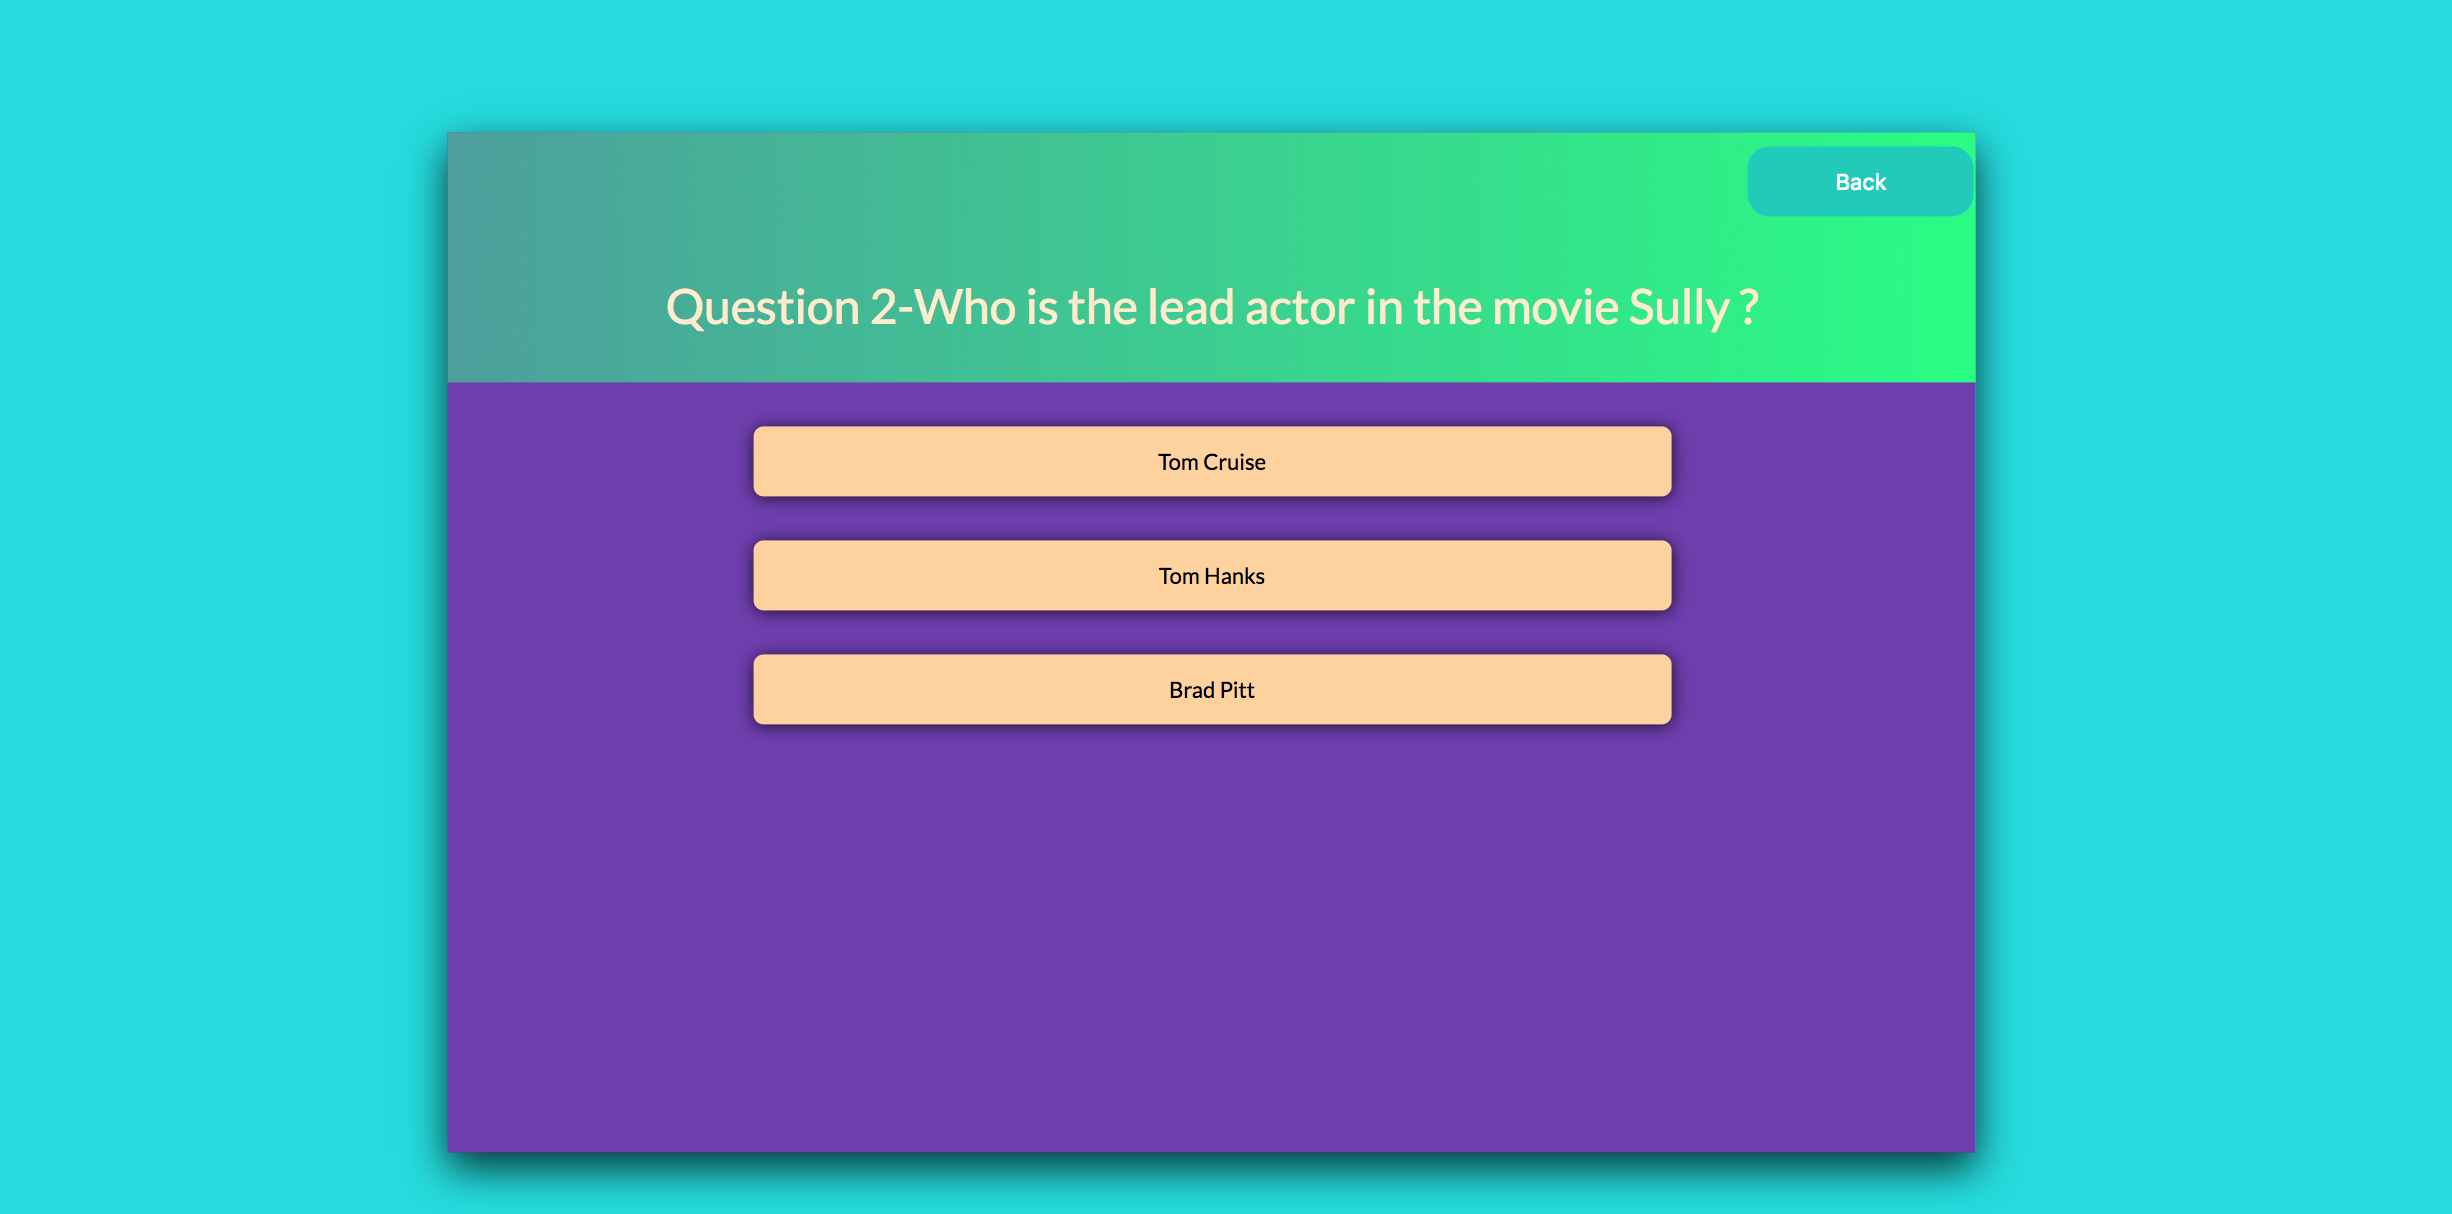 Back
Question 2-Who is the lead actor in the movie Sully ?
Tom Cruise
Tom Hanks
Brad Pitt